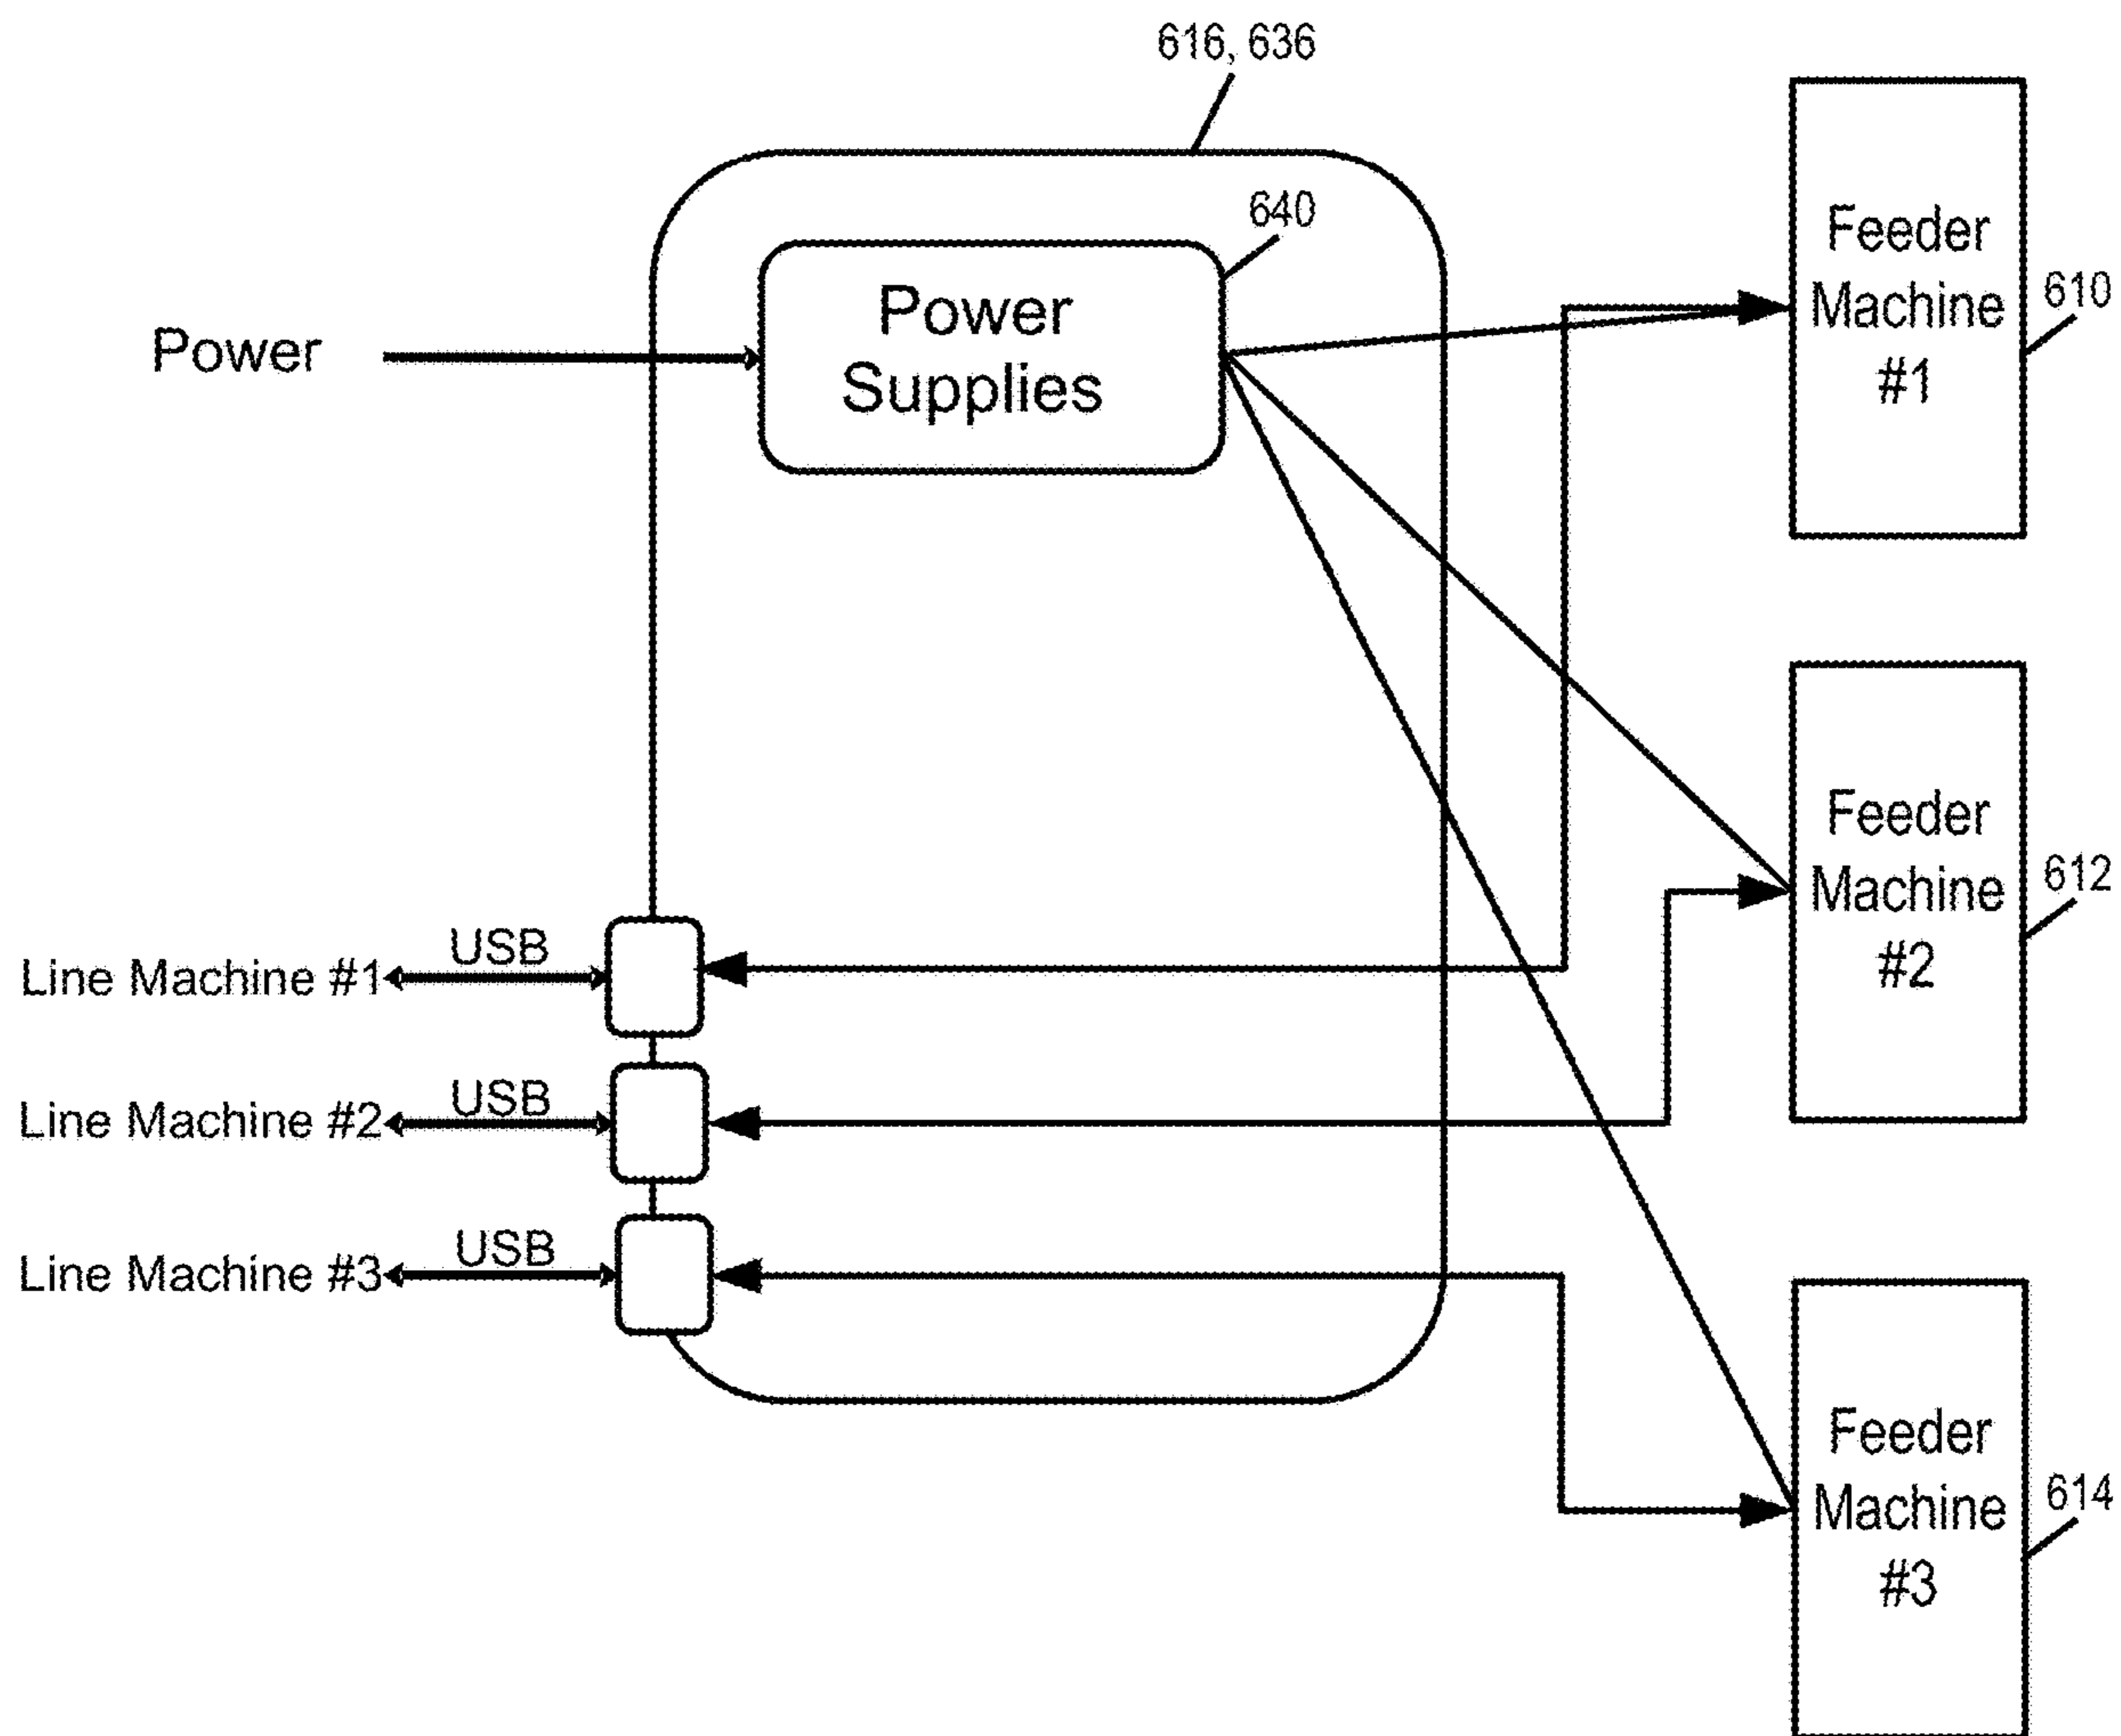 616, 636
640
Power
Supplies
Power
Feeder
Machine
#1
610
Feeder
Machine
#2
612
USB
Line Machine #1
USB
Line Machine #2
USB
Line Machine #3
Feeder
Machine
#3
614